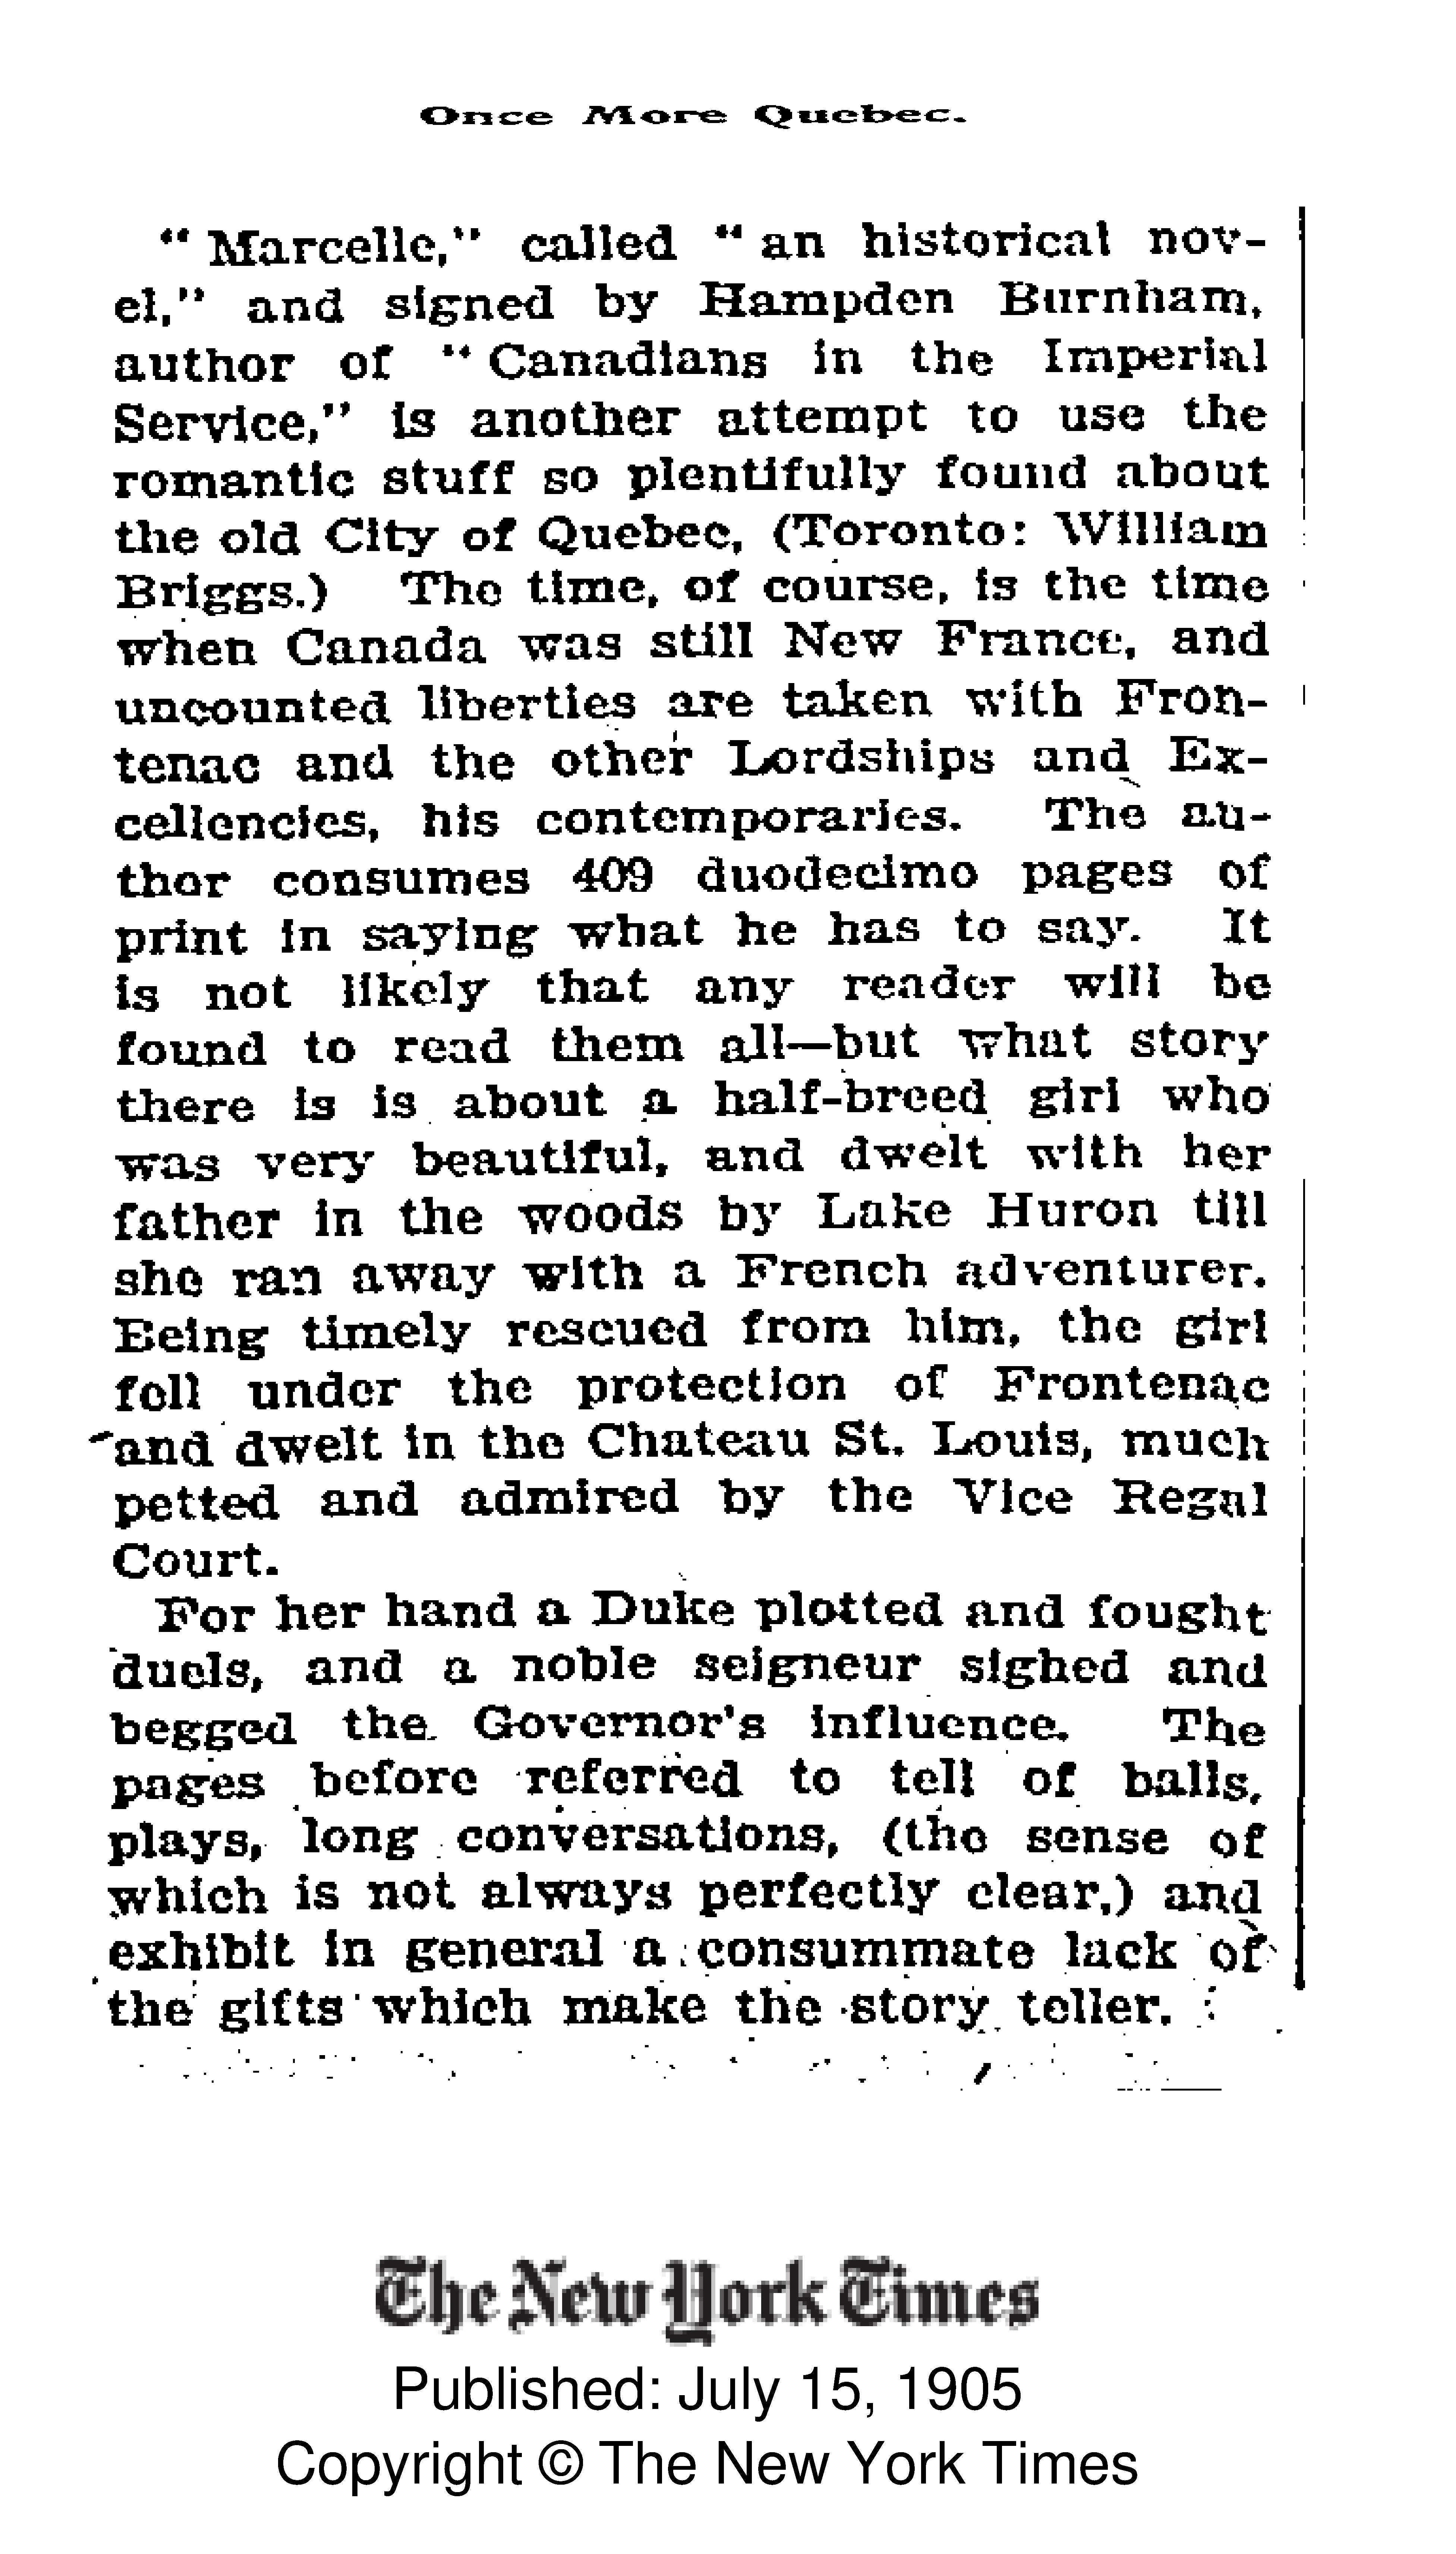 Once More Quebec.
" Marcelle," called " an historical nov-
el," and signed by Hampden Burnham,
author of " Canadians in the Imperial
Service," is another attempt to use the
romantic stuff so plentifully found about
the old City of Quebec, (Toronto: William
Briggs.) The time, of course, is the time
when Canada was still New France, and
uncounted liberties are taken with Fron-
tenac and the other Lordships and Ex-
cellencies, his contemporaries. The au-
thor consumes 409 duodecimo pages of
print in saying what he has to say. It
is not likely that any reader will be
found to read them all—but what story
there is is about a half-breed girl who
was very beautiful, and dwelt with her
father in the woods by Lake Huron till
she ran away with a French adventurer.
Being timely rescued from him, the girl
fell under the protection of Frontenac
and dwelt in the Chateau St. Louis, much
petted and admired by the Vice Regal
Court.
For her hand a Duke plotted and fought
duels, and a noble seigneur sighed and
begged the Governor's influence. The
pages before referred to tell of balls,
plays, long conversations, (the sense of
which is not always perfectly clear,) and
exhibit in general a consummate lack of
the gifts which make the story teller.
The New York Times
Published: July 15, 1905
Copyright © The New York Times